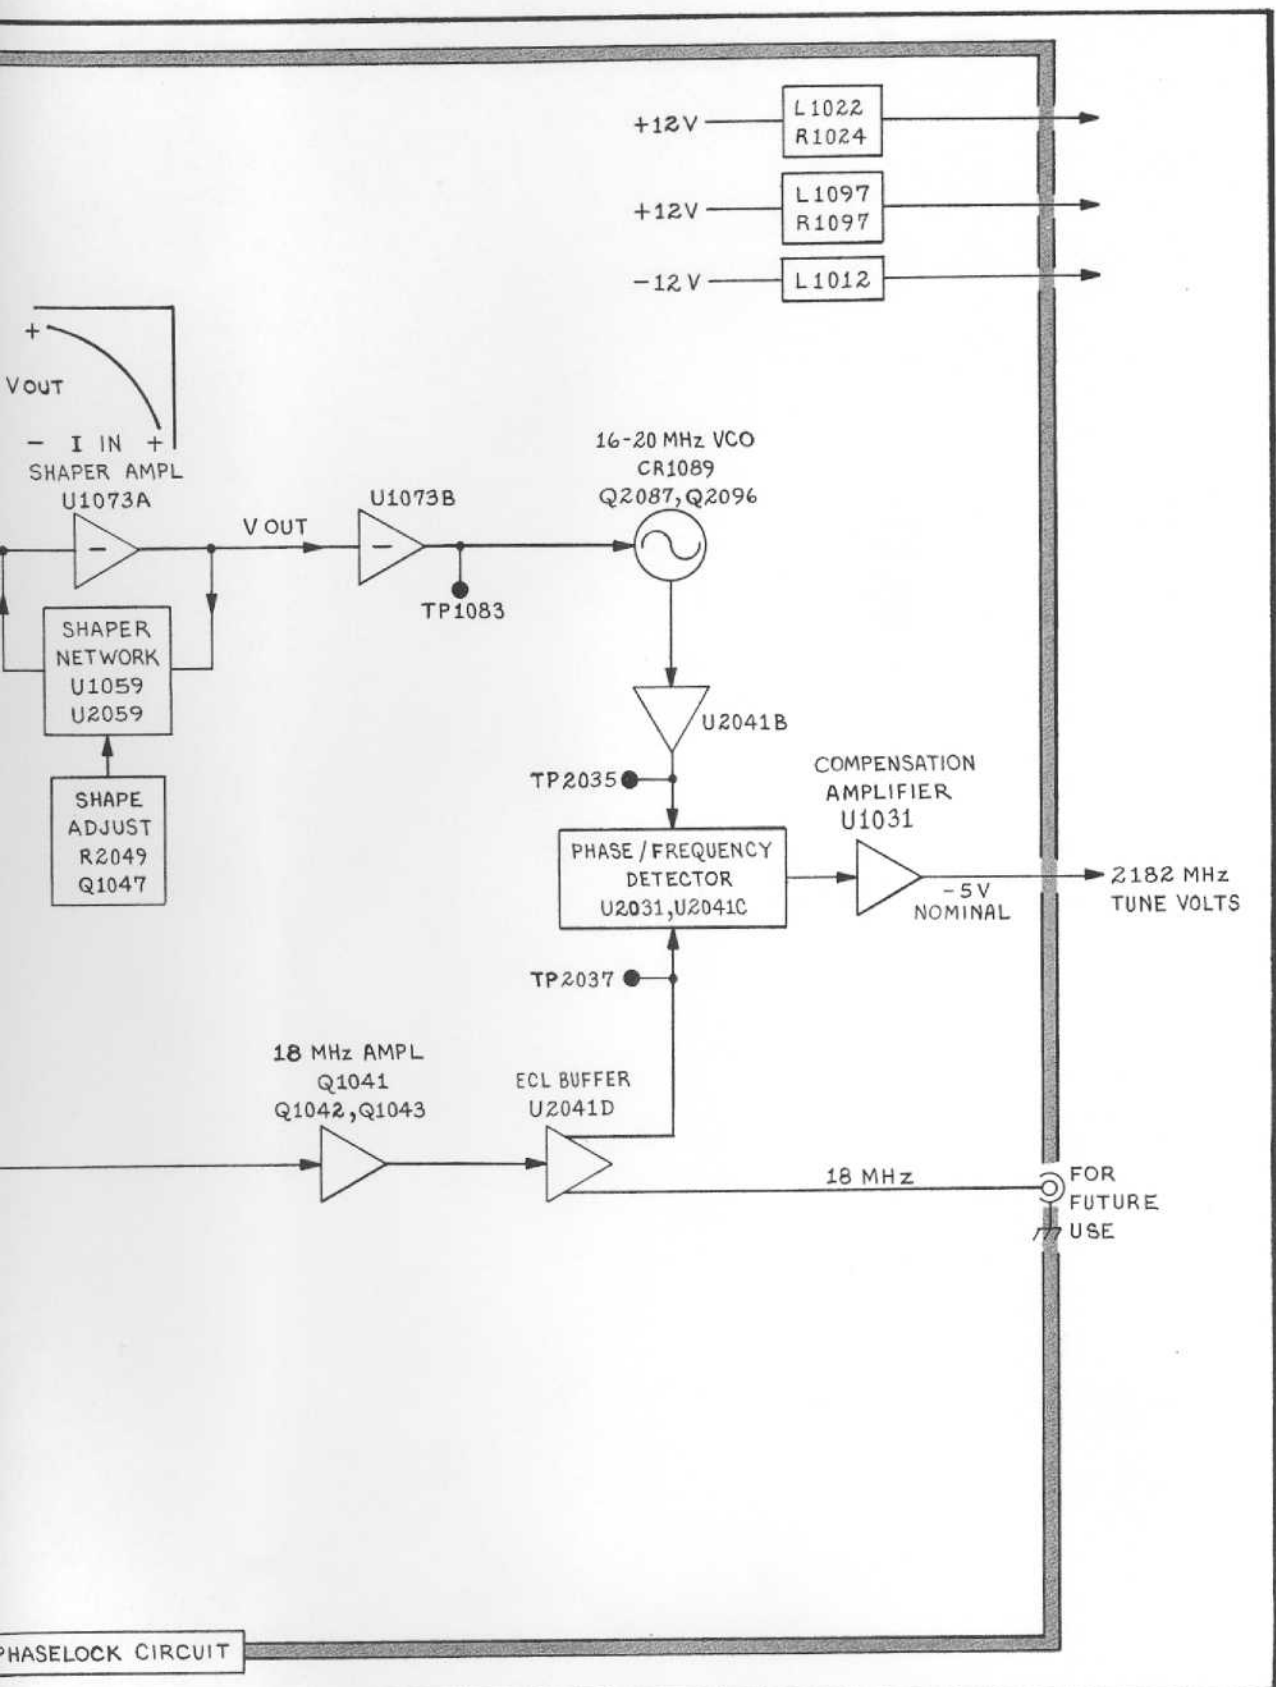 +12V
L1022
R1024
+12V
L1097
R1097
-12V
L1012
+
V OUT
- I IN +
SHAPER AMPL
U1073A
V OUT
U1073B
16-20 MHz VCO
CR1089
Q2087, Q2096
-
-
TP1083
SHAPER
NETWORK
U1059
U2059
U2041B
TP2035
SHAPE
ADJUST
R2049
Q1047
COMPENSATION
AMPLIFIER
U1031
PHASE / FREQUENCY
DETECTOR
U2031, U2041C
-5V
NOMINAL
2182 MHz
TUNE VOLTS
TP2037
18 MHz AMPL
Q1041
Q1042, Q1043
ECL BUFFER
U2041D
18 MHz
FOR
FUTURE
USE
PHASELOCK CIRCUIT